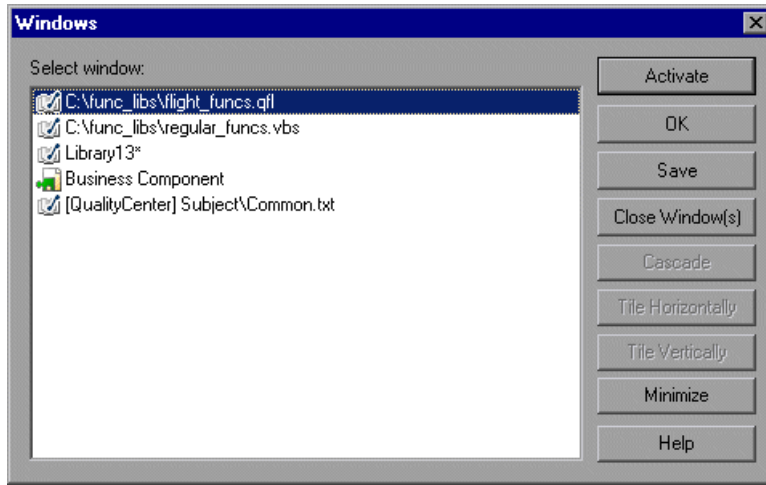 Windows
Select window:
C:\func_libs\flight_funcs.qfl
C:\func_libs\regular_funcs.vbs
Library13*
Business Component
[QualityCenter] Subject\Common.txt
Activate
OK
Save
Close Window(s)
Cascade
Tile Horizontally
Tile Vertically
Minimize
Help